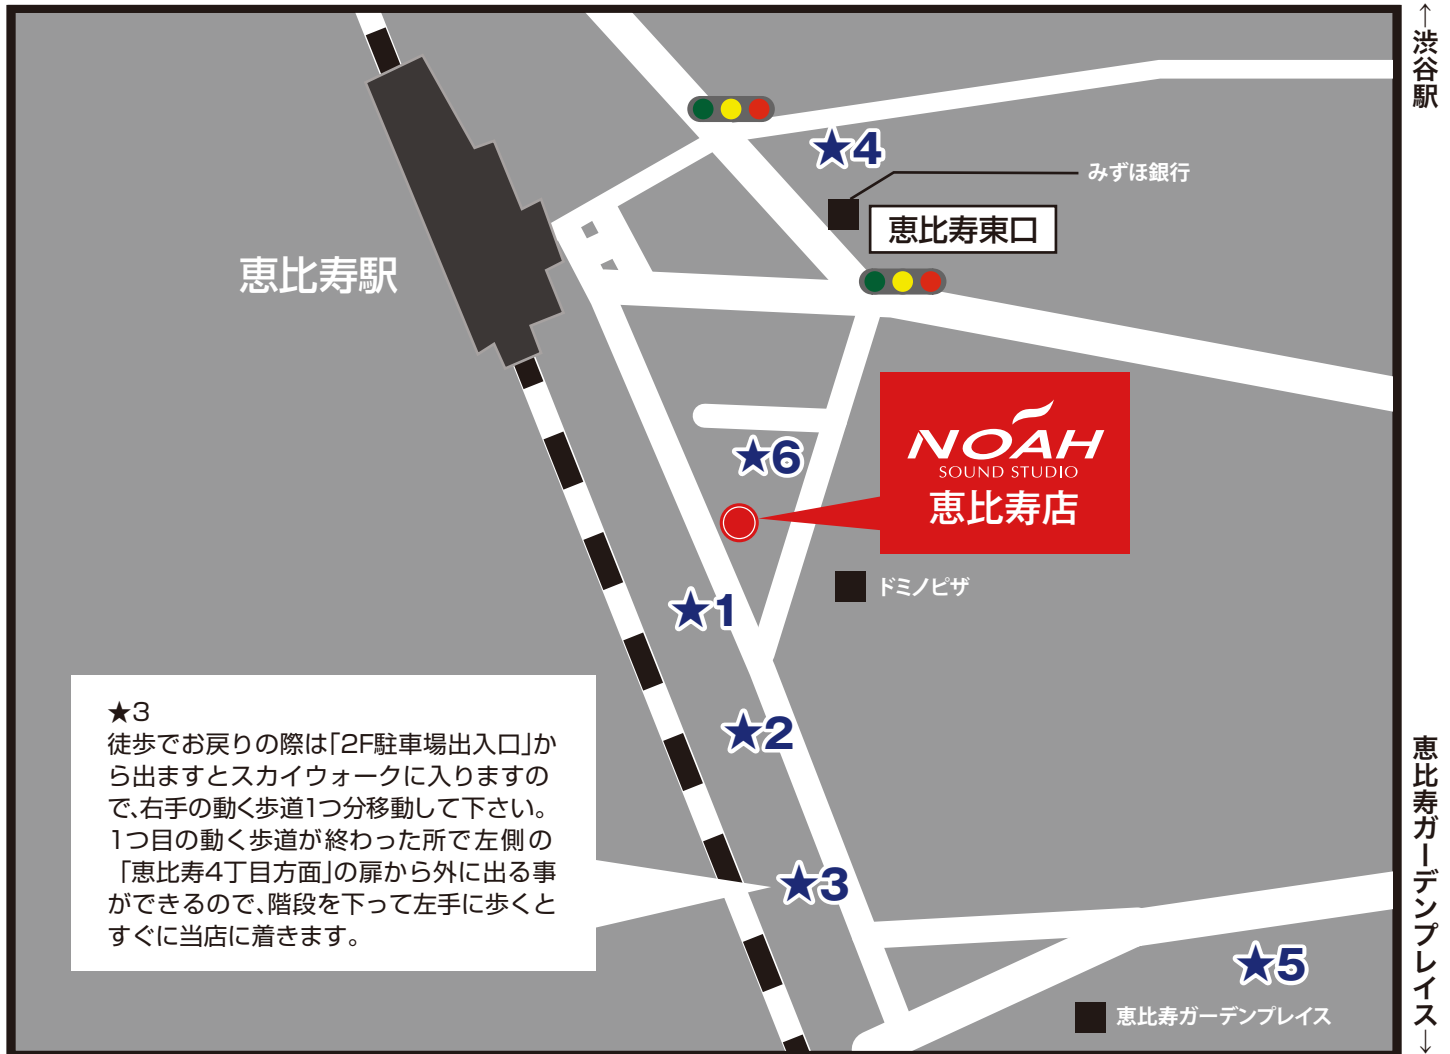 ↑渋谷駅
★4
みずほ銀行
恵比寿東口
恵比寿駅
NOAH
SOUND STUDIO
恵比寿店
★6
ドミノピザ
★1
★2
★3
徒歩でお戻りの際は「2F駐車場出入口」か
ら出ますとスカイウォークに入りますの
で、右手の動く歩道1つ分移動して下さい。
1つ目の動く歩道が終わった所で左側の
「恵比寿4丁目方面」の扉から外に出る事
ができるので、階段を下って左手に歩くと
すぐに当店に着きます。
★3
★5
恵比寿ガーデンプレイス
恵比寿ガーデンプレイス↓